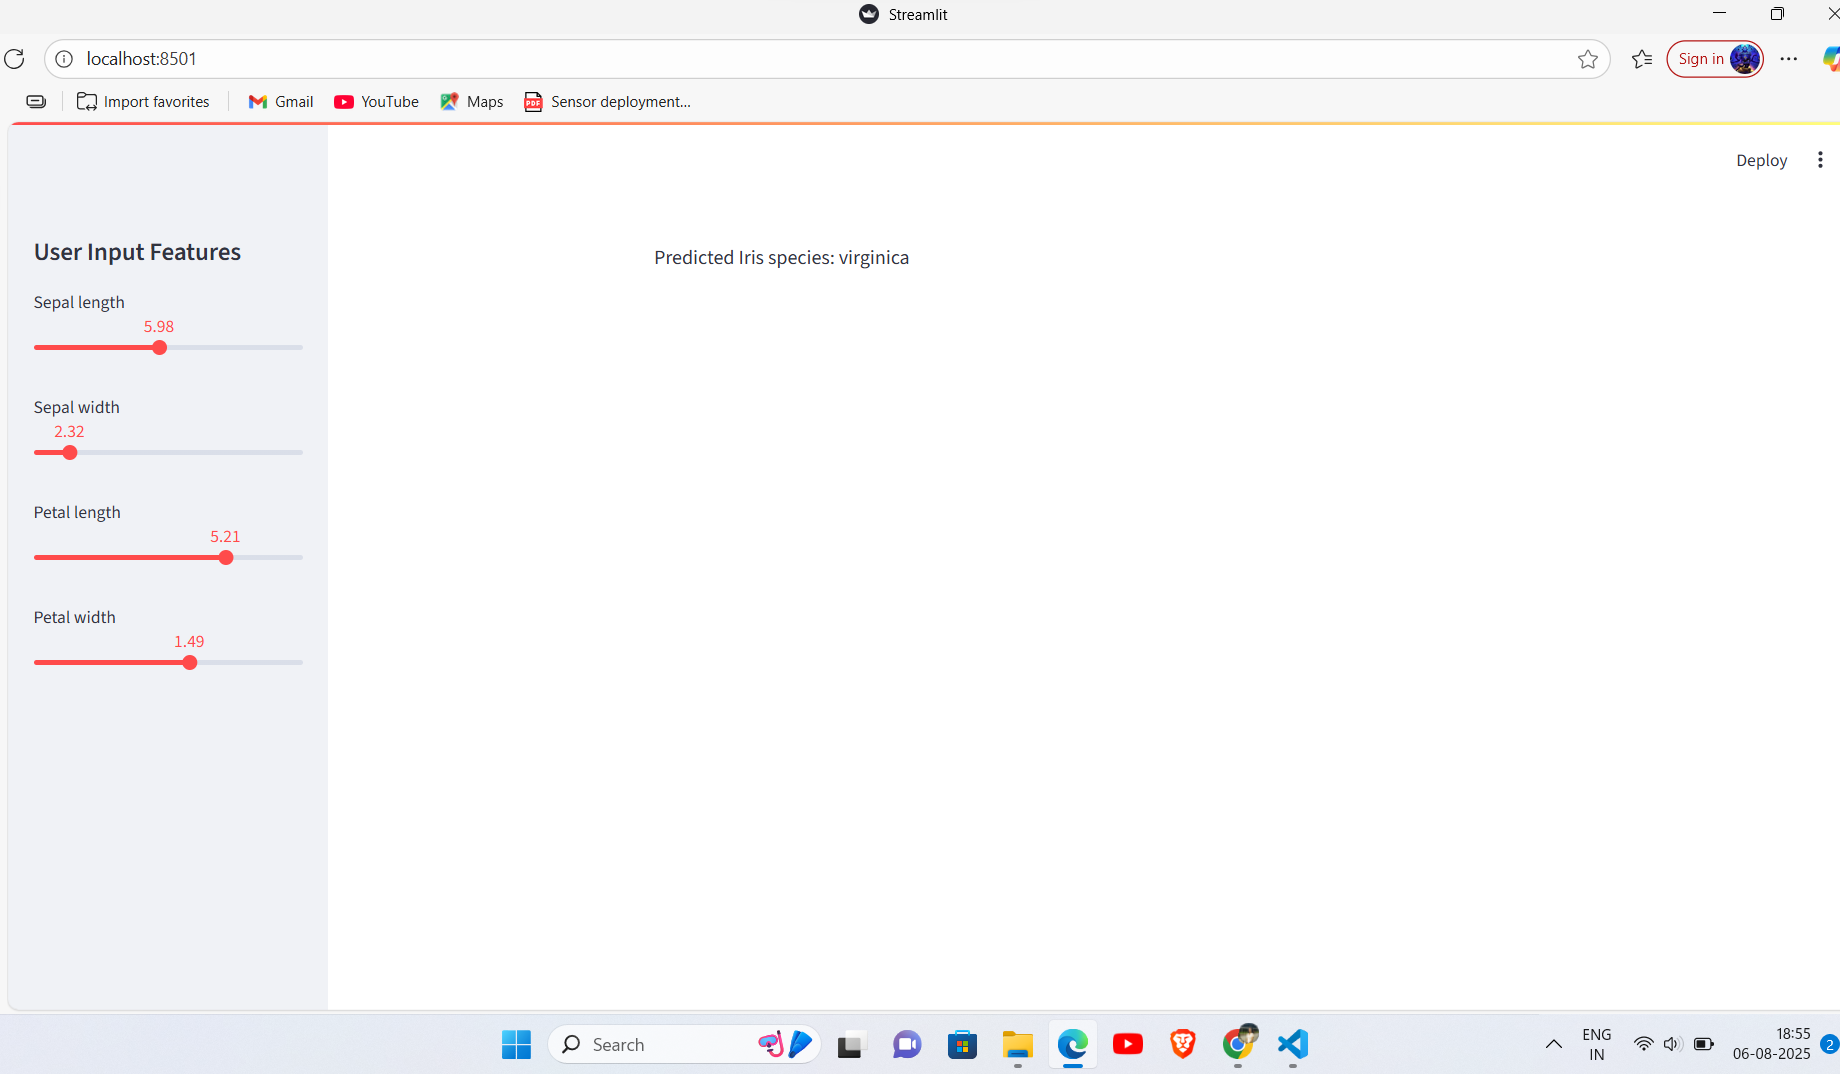 Streamlit
localhost:8501
Sign in
Import favorites
Gmail
YouTube
Maps
PDF
Sensor deployment...
Deploy
User Input Features
Predicted Iris species: virginica
Sepal length
5.98
Sepal width
2.32
Petal length
5.21
Petal width
1.49
Search
ENG
IN
18:55
06-08-2025
2